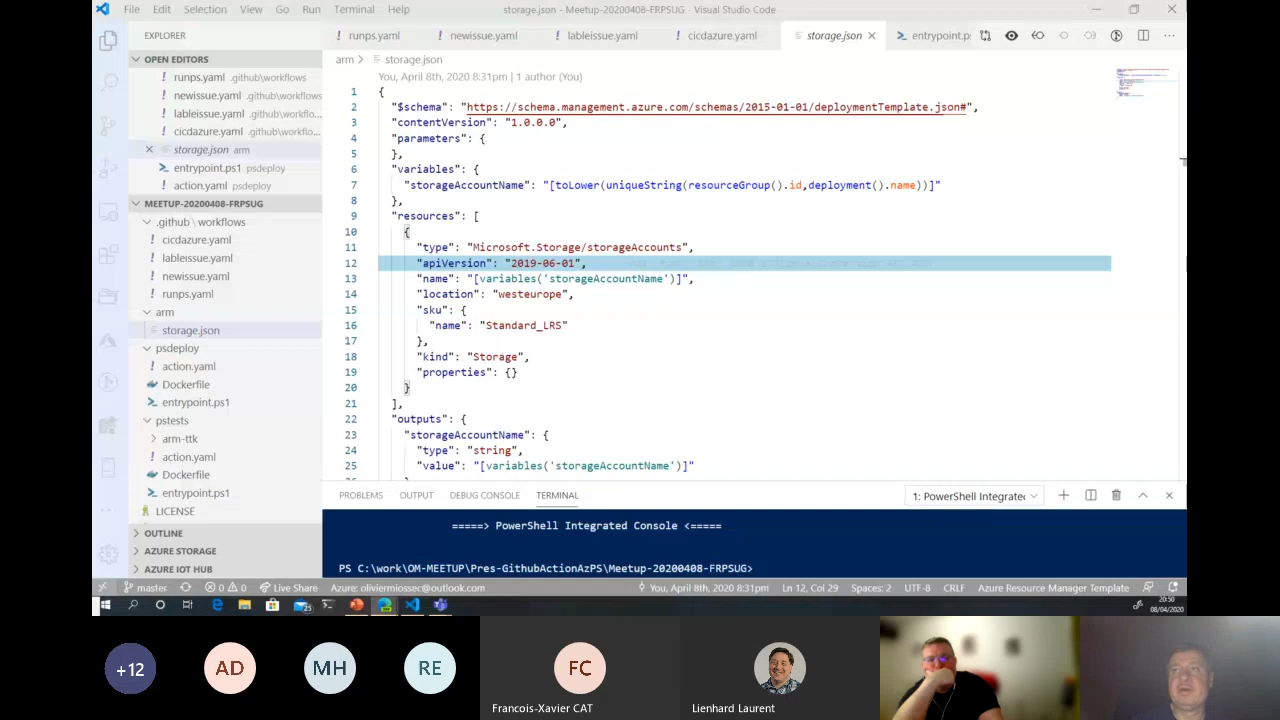 File Edit Selection View Go Run Terminal Help storage.json - Meetup-20200408-FRPSUG - Visual Studio Code
EXPLORER
OPEN EDITORS
runps.yaml .github\workflows
newissue.yaml .github\workflows
lableissue.yaml .github\workflows
cicdazure.yaml .github\workflo...
storage.json arm
entrypoint.ps1 psdeploy
action.yaml psdeploy
MEETUP-20200408-FRPSUG
.github\workflows
cicdazure.yaml
labelissue.yaml
newissue.yaml
runps.yaml
arm
storage.json
psdeploy
action.yaml
Dockerfile
entrypoint.ps1
pstests
arm-ttk
action.yaml
Dockerfile
entrypoint.ps1
LICENSE
OUTLINE
AZURE STORAGE
AZURE IOT HUB
runps.yaml newissue.yaml lableissue.yaml cicdazure.yaml storage.json entrypoint.ps
arm > storage.json
You, April 8th, 2020 8:31pm | 1 author (You)
1 {
2 "$schema": "https://schema.management.azure.com/schemas/2015-01-01/deploymentTemplate.json#",
3 "contentVersion": "1.0.0.0",
4 "parameters": {
5 },
6 "variables": {
7 "storageAccountName": "[toLower(uniqueString(resourceGroup().id,deployment().name))]"
8 },
9 "resources": [
10 {
11 "type": "Microsoft.Storage/storageAccounts",
12 "apiVersion": "2019-06-01",
13 "name": "[variables('storageAccountName')]",
14 "location": "westeurope",
15 "sku": {
16 "name": "Standard_LRS"
17 },
18 "kind": "Storage",
19 "properties": {}
20 }
21 ],
22 "outputs": {
23 "storageAccountName": {
24 "type": "string",
25 "value": "[variables('storageAccountName')]"
PROBLEMS OUTPUT DEBUG CONSOLE TERMINAL 1: PowerShell Integrated
=====> PowerShell Integrated Console <=====
PS C:\work\OM-MEETUP\Pres-GithubActionAzPS\Meetup-20200408-FRPSUG>
master 0 0 Live Share Azure: oliviermiossec@outlook.com You, April 8th, 2020 8:31pm Ln 12, Col 29 Spaces: 2 UTF-8 CRLF Azure Resource Manager Template
20:50
08/04/2020
+12 AD MH RE FC
Francois-Xavier CAT Lienhard Laurent